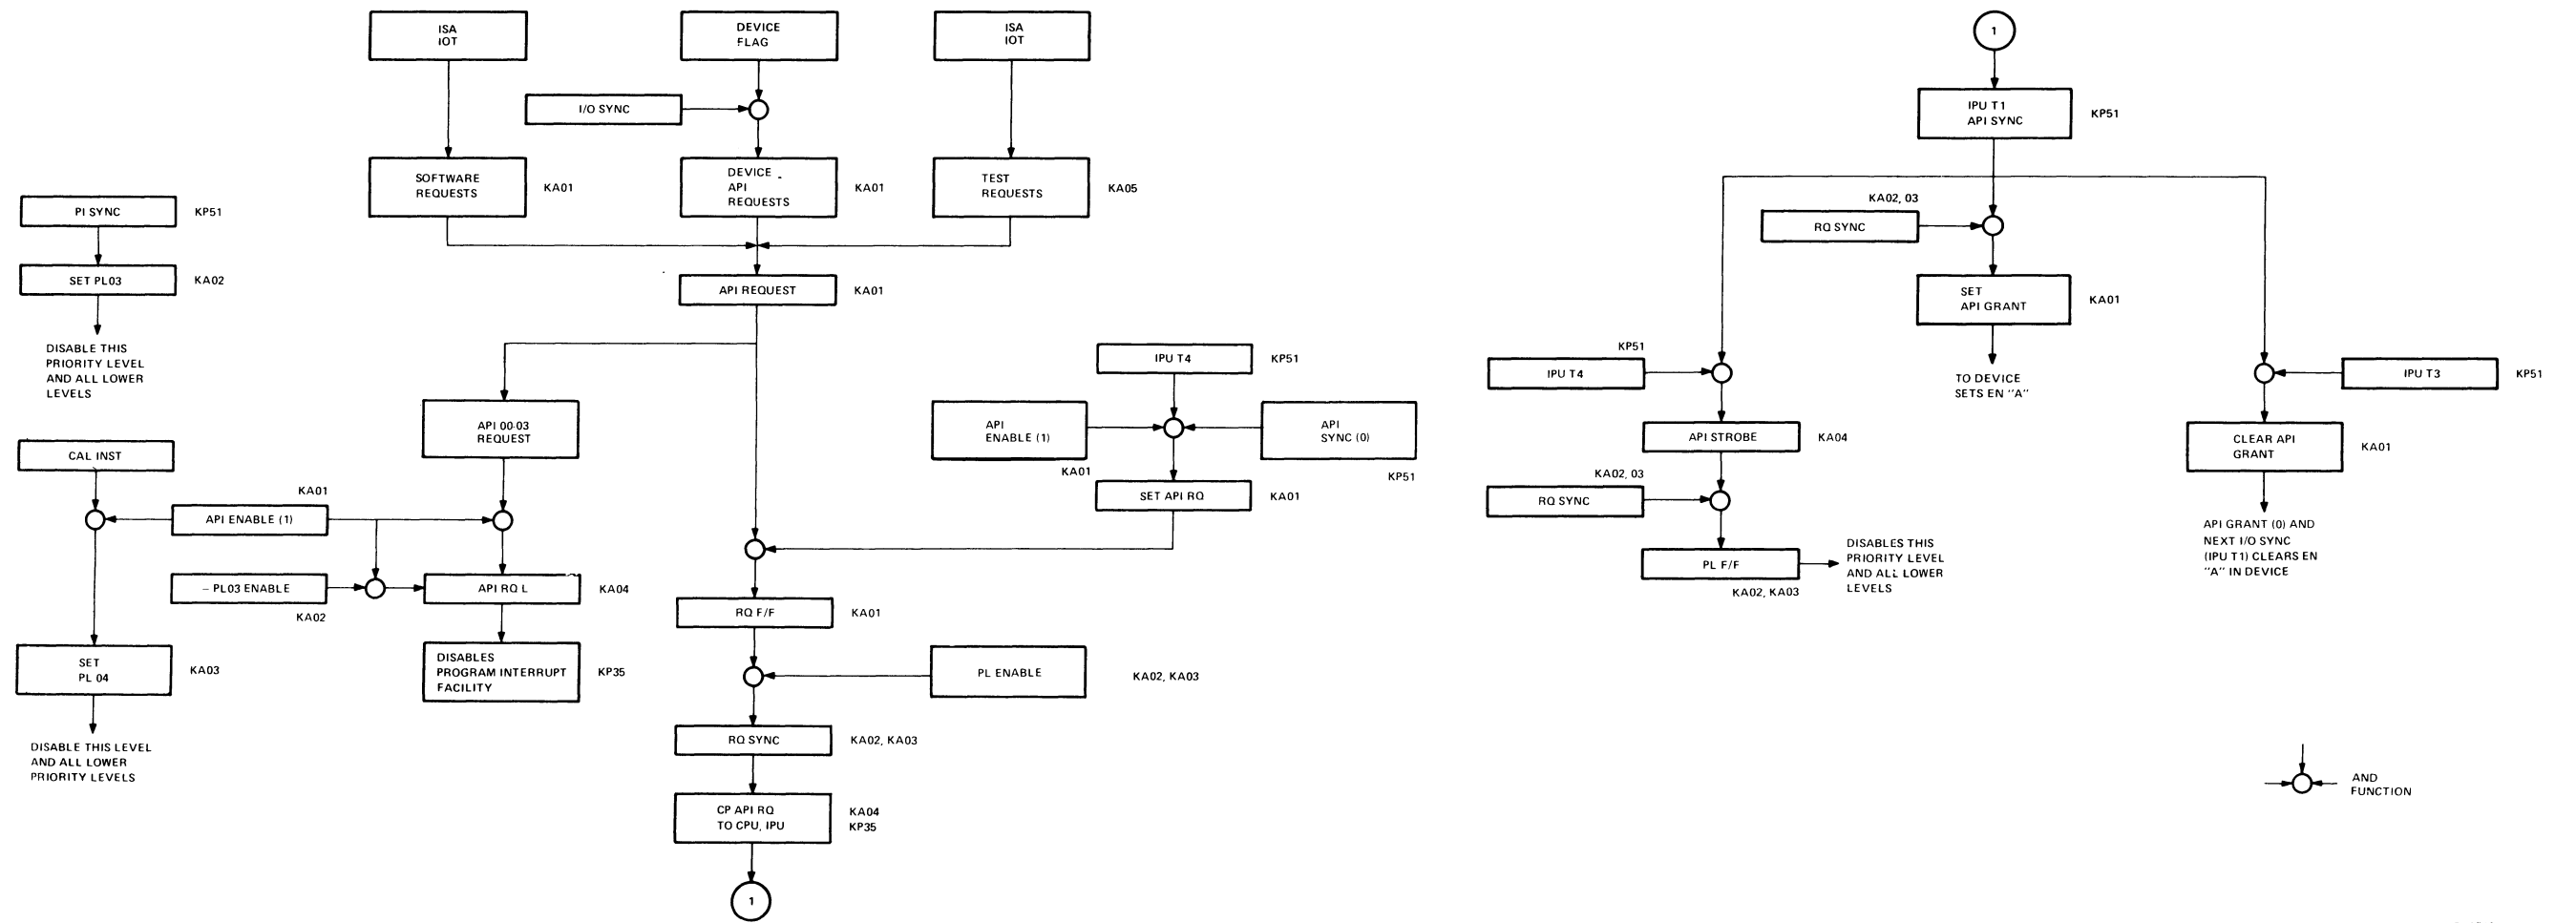 ISA
IOT
DEVICE
FLAG
ISA
IOT
I/O SYNC
SOFTWARE
REQUESTS
KA01
DEVICE
API
REQUESTS
KA01
TEST
REQUESTS
KA05
PI SYNC
KP51
SET PL03
KA02
DISABLE THIS
PRIORITY LEVEL
AND ALL LOWER
LEVELS
API REQUEST
KA01
API 00-03
REQUEST
IPU T4
KP51
API
ENABLE (1)
KA01
API
SYNC (0)
KP51
SET API RQ
KA01
CAL INST
KA01
API ENABLE (1)
– PL03 ENABLE
KA02
API RQ L
KA04
SET
PL 04
KA03
DISABLES
PROGRAM INTERRUPT
FACILITY
KP35
DISABLE THIS LEVEL
AND ALL LOWER
PRIORITY LEVELS
RQ F/F
KA01
PL ENABLE
KA02, KA03
RQ SYNC
KA02, KA03
CP API RQ
TO CPU, IPU
KA04
KP35
1
1
IPU T1
API SYNC
KP51
KA02, 03
RQ SYNC
SET
API GRANT
KA01
TO DEVICE
SETS EN "A"
KP51
IPU T4
API STROBE
KA04
KA02, 03
RQ SYNC
PL F/F
KA02, KA03
DISABLES THIS
PRIORITY LEVEL
AND ALL LOWER
LEVELS
IPU T3
KP51
CLEAR API
GRANT
KA01
API GRANT (0) AND
NEXT I/O SYNC
(IPU T1) CLEARS EN
"A" IN DEVICE
AND
FUNCTION